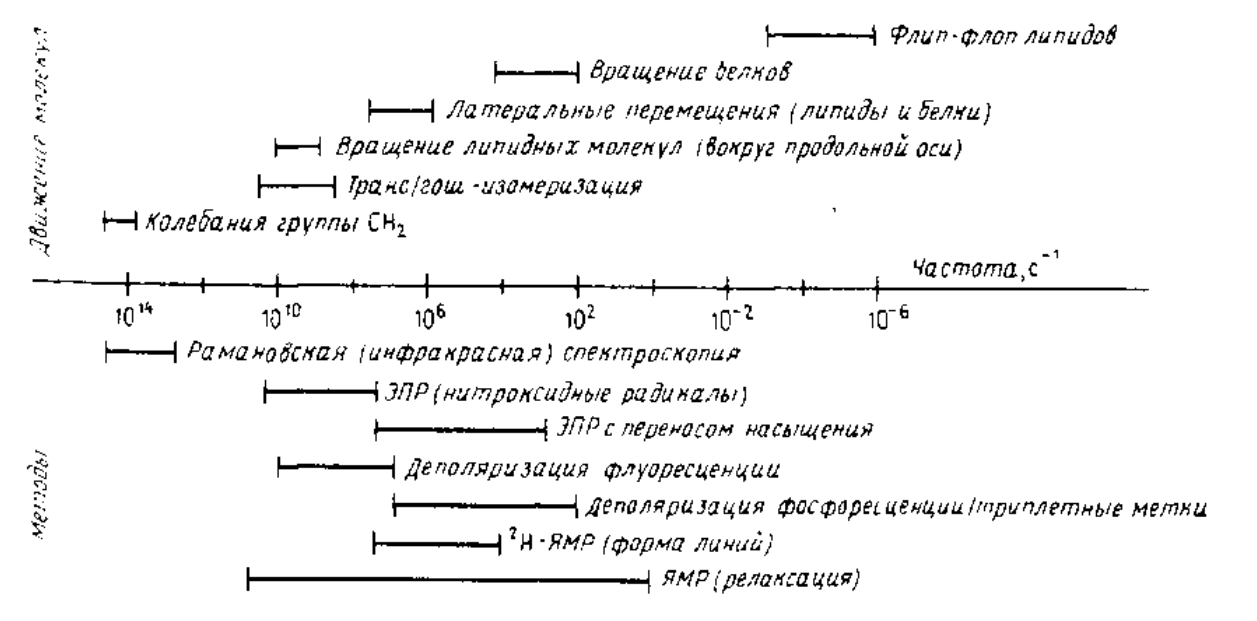 Движение молекул
Флип-флоп липидов
Вращение белков
Латеральные перемещения (липиды и белки)
Вращение липидных молекул (вокруг продольной оси)
Транс/гош-изомеризация
Колебания группы CH₂
Частота, с⁻¹
10¹⁴ 10¹⁰ 10⁶ 10² 10⁻² 10⁻⁶
Методы
Рамановская (инфракрасная) спектроскопия
ЭПР (нитроксидные радикалы)
ЭПР с переносом насыщения
Деполяризация флуоресценции
Деполяризация фосфоресценции/триплетные метки
²H-ЯМР (форма линий)
ЯМР (релаксация)